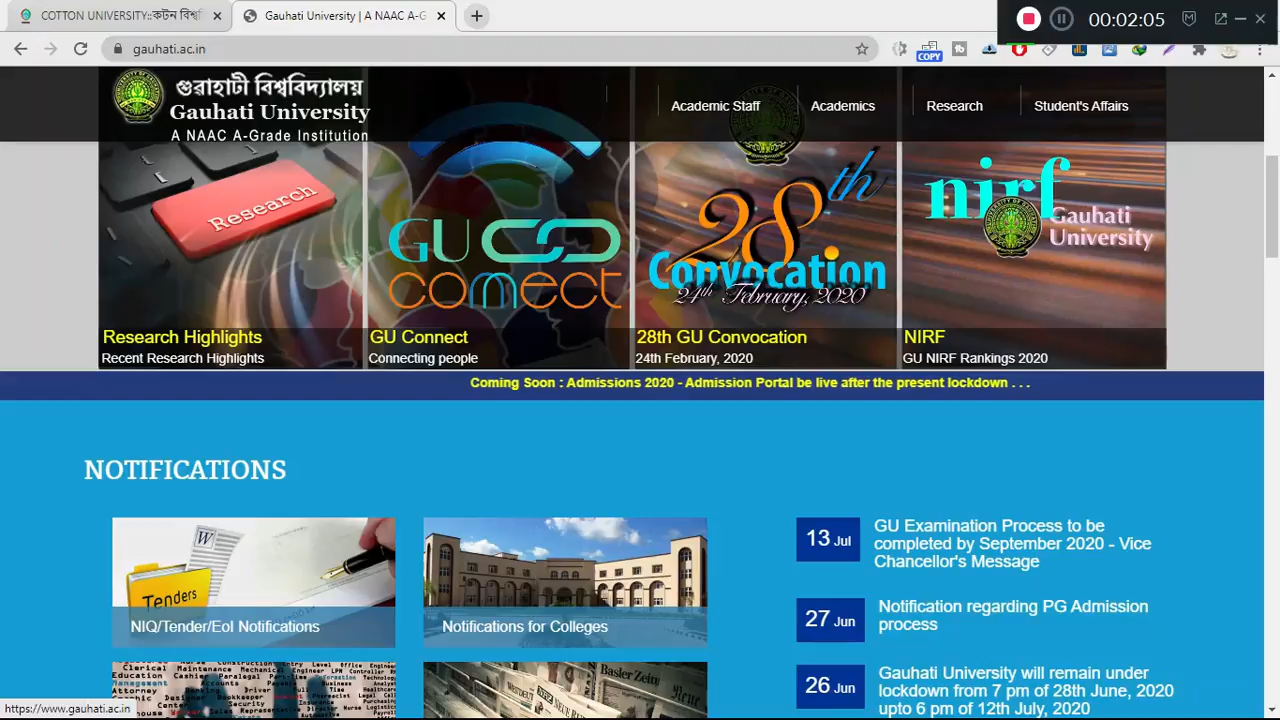 COTTON UNIVERSITY::কটন বিশ্ব
Gauhati University | A NAAC A-G
00:02:05
gauhati.ac.in
COPY
গুৱাহাটী বিশ্ববিদ্যালয়
Gauhati University
A NAAC A-Grade Institution
Academic Staff
Academics
Research
Student's Affairs
Research
GU
connect
28th
Convocation
24th February, 2020
nirf
Gauhati
University
Research Highlights
Recent Research Highlights
GU Connect
Connecting people
28th GU Convocation
24th February, 2020
NIRF
GU NIRF Rankings 2020
Coming Soon : Admissions 2020 - Admission Portal be live after the present lockdown . . .
NOTIFICATIONS
W
Tenders
NIQ/Tender/EoI Notifications
Notifications for Colleges
13 Jul
GU Examination Process to be
completed by September 2020 - Vice
Chancellor's Message
27 Jun
Notification regarding PG Admission
process
26 Jun
Gauhati University will remain under
lockdown from 7 pm of 28th June, 2020
upto 6 pm of 12th July, 2020
Basler Zeitung
https://www.gauhati.ac.in